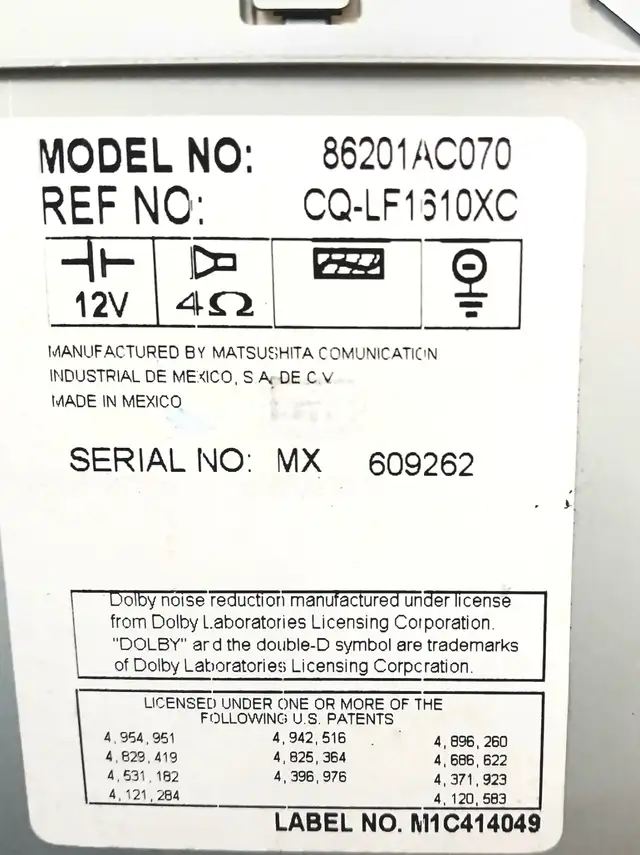 MODEL NO: 86201AC070
REF NO: CQ-LF1610XC
12V 4Ω
MANUFACTURED BY MATSUSHITA COMUNICATION
INDUSTRIAL DE MEXICO, S.A. DE C.V.
MADE IN MEXICO
SERIAL NO: MX 609262
Dolby noise reduction manufactured under license
from Dolby Laboratories Licensing Corporation.
"DOLBY" and the double-D symbol are trademarks
of Dolby Laboratories Licensing Corporation.
LICENSED UNDER ONE OR MORE OF THE
FOLLOWING U.S. PATENTS
4,954,951 4,942,516 4,896,260
4,829,419 4,825,364 4,686,622
4,531,182 4,396,976 4,371,923
4,121,284 4,120,583
LABEL NO. M1C414049